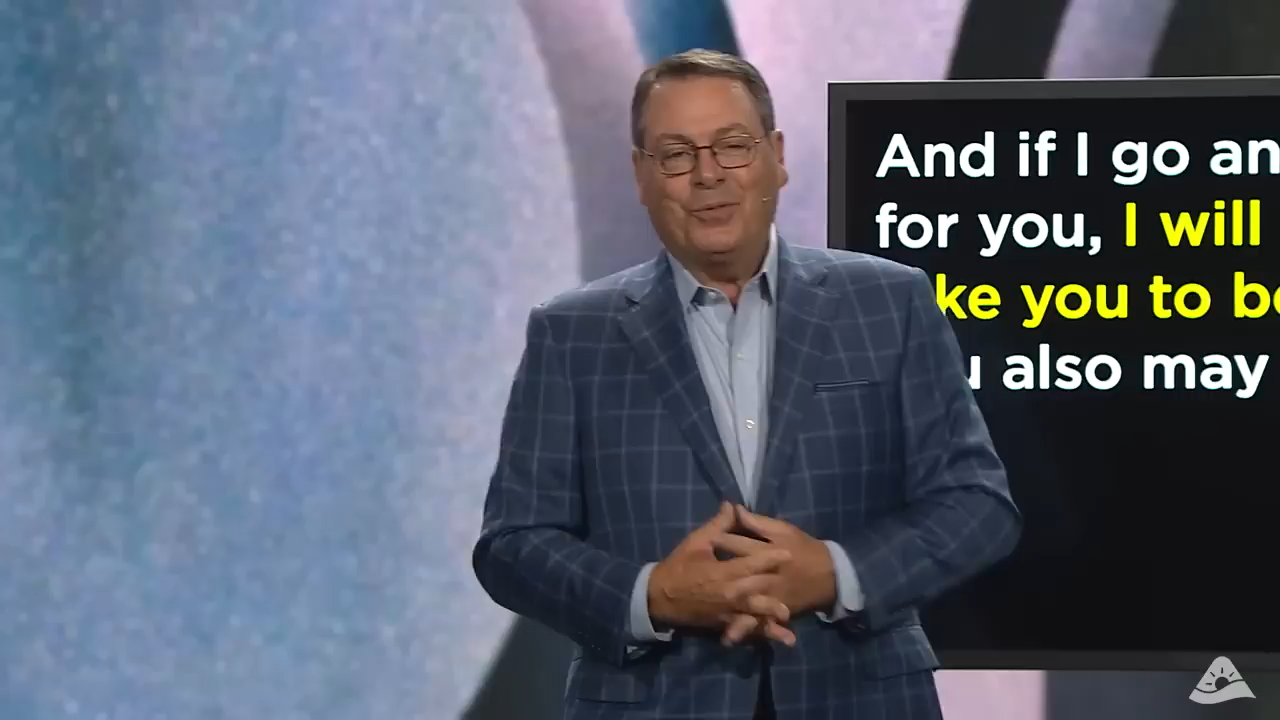 And if I go an
for you, I will
ke you to be
u also may